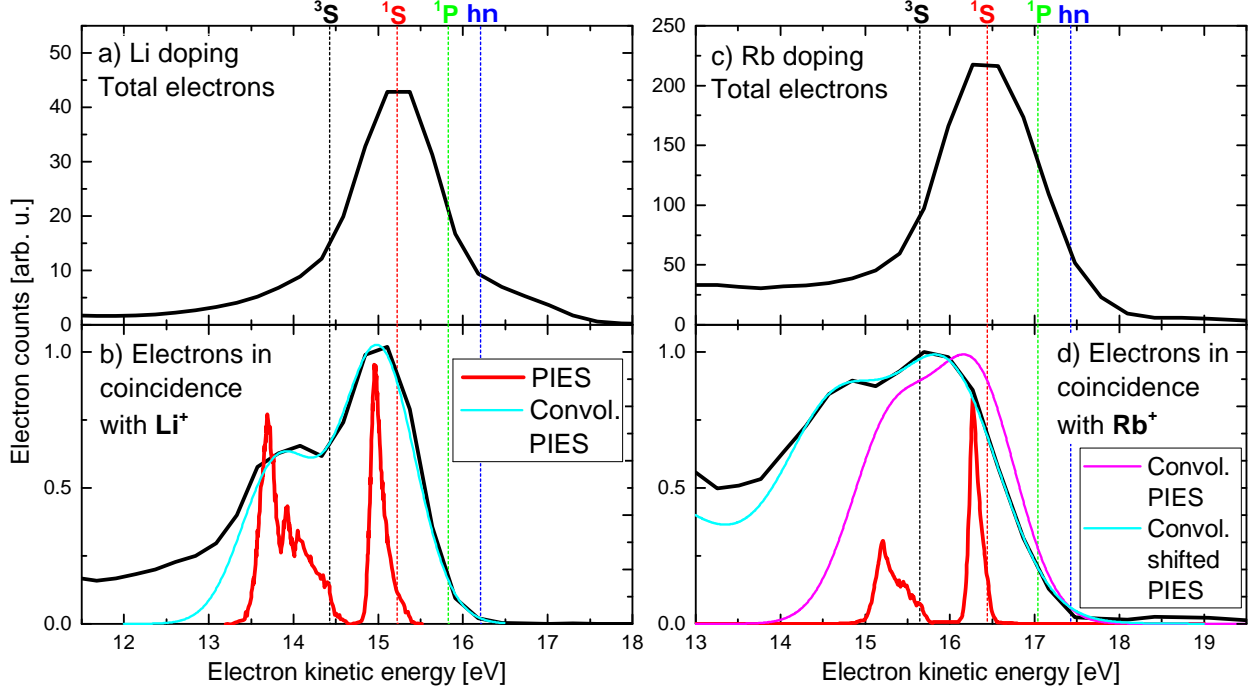 ³S ¹S ¹P hn
³S ¹S ¹P hn
a) Li doping
Total electrons
50
40
30
20
10
0
c) Rb doping
Total electrons
250
200
150
100
50
0
Electron counts [arb. u.]
b) Electrons in
coincidence
with Li⁺
PIES
Convol.
PIES
1.0
0.5
0.0
12 13 14 15 16 17 18
Electron kinetic energy [eV]
d) Electrons in
coincidence
with Rb⁺
Convol.
PIES
Convol.
shifted
PIES
1.0
0.5
0.0
13 14 15 16 17 18 19
Electron kinetic energy [eV]